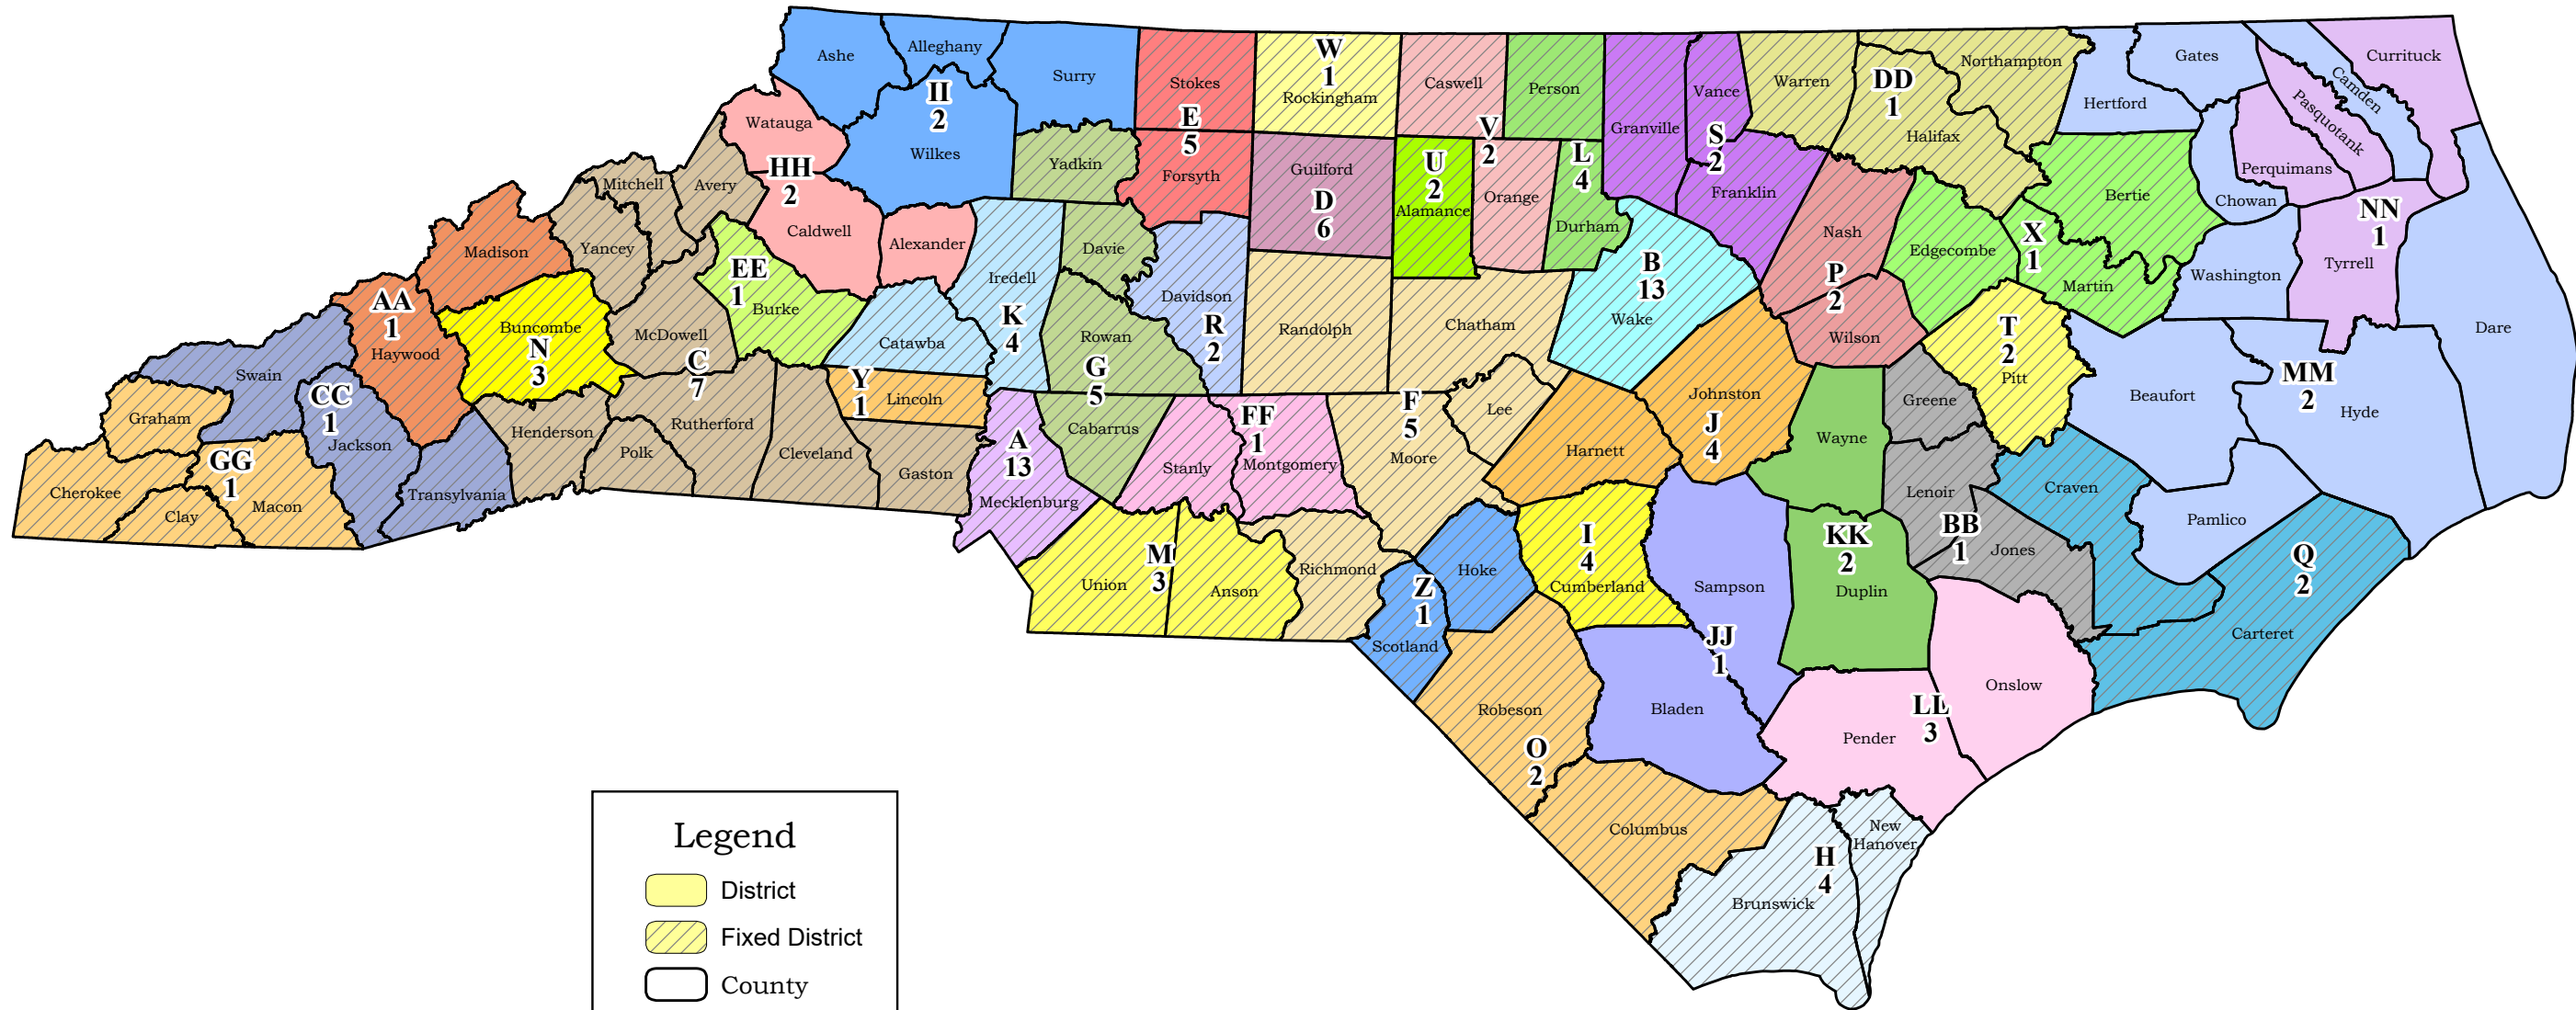 Ashe
Alleghany
Surry
Stokes
W
1
Rockingham
Caswell
Person
Granville
Vance
Warren
DD
1
Northampton
Halifax
Hertford
Gates
Camden
Currituck
Pasquotank
Perquimans
Chowan
II
2
Wilkes
Watauga
HH
2
Yadkin
E
5
Forsyth
Guilford
D
6
U
2
Alamance
V
2
Orange
L
4
Durham
S
2
Franklin
Nash
P
2
Wilson
Edgecombe
X
1
Bertie
Martin
Washington
NN
1
Tyrrell
Dare
Mitchell
Avery
Yancey
Madison
Caldwell
Alexander
Iredell
K
4
Davie
Davidson
R
2
Randolph
Chatham
B
13
Wake
EE
1
Burke
Catawba
Rowan
G
5
AA
1
Haywood
Buncombe
N
3
McDowell
C
7
Swain
Graham
CC
1
Jackson
Cherokee
Clay
GG
1
Macon
Transylvania
Henderson
Polk
Rutherford
Cleveland
Y
1
Lincoln
Gaston
A
13
Mecklenburg
Cabarrus
Stanly
FF
1
Montgomery
F
5
Moore
Lee
Harnett
Johnston
J
4
Wayne
Greene
Lenoir
T
2
Pitt
Beaufort
MM
2
Hyde
Craven
Pamlico
BB
1
Jones
Q
2
Carteret
M
3
Union
Anson
Richmond
Z
1
Scotland
Hoke
I
4
Cumberland
Sampson
KK
2
Duplin
JJ
1
Bladen
Robeson
O
2
Columbus
LL
3
Pender
Onslow
H
4
Brunswick
New
Hanover
Legend
District
Fixed District
County